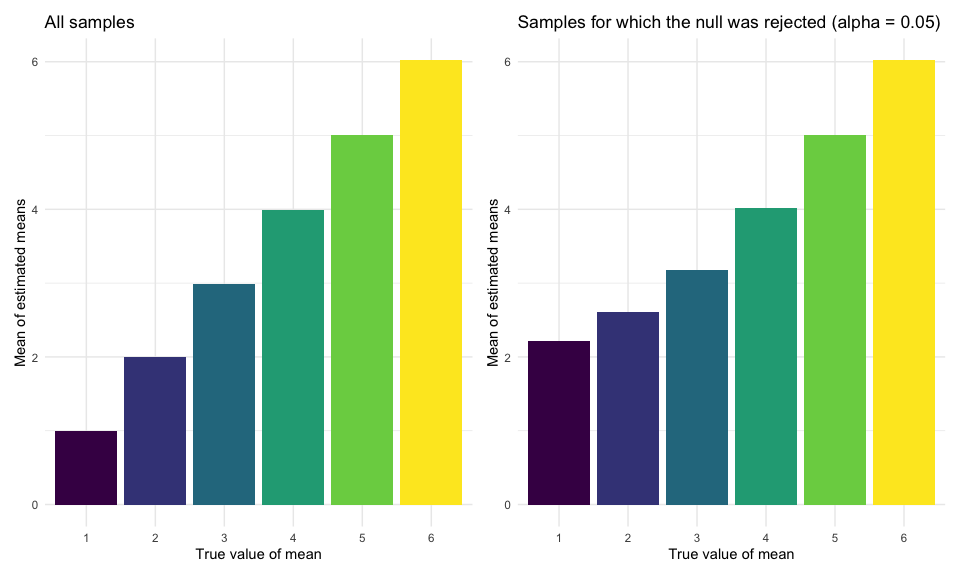 All samples
Mean of estimated means
6
4
2
0
1 2 3 4 5 6
True value of mean
Samples for which the null was rejected (alpha = 0.05)
Mean of estimated means
6
4
2
0
1 2 3 4 5 6
True value of mean